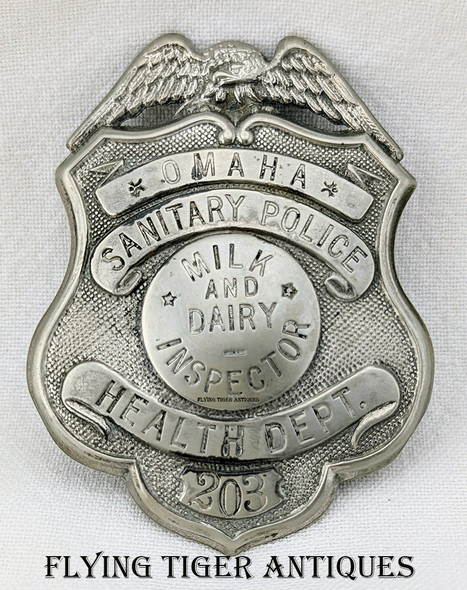 ★ OMAHA ★
SANITARY POLICE
MILK
AND
DAIRY
INSPECTOR
FLYING TIGER ANTIQUES
HEALTH DEPT.
203
FLYING TIGER ANTIQUES